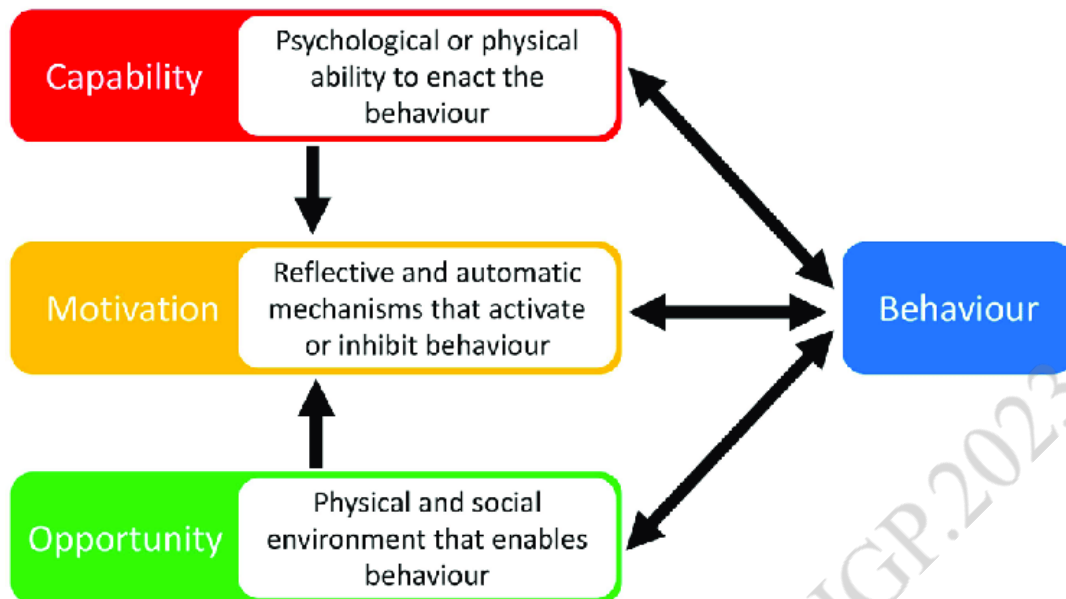 Capability
Psychological or physical
ability to enact the
behaviour
Motivation
Reflective and automatic
mechanisms that activate
or inhibit behaviour
Behaviour
Opportunity
Physical and social
environment that enables
behaviour